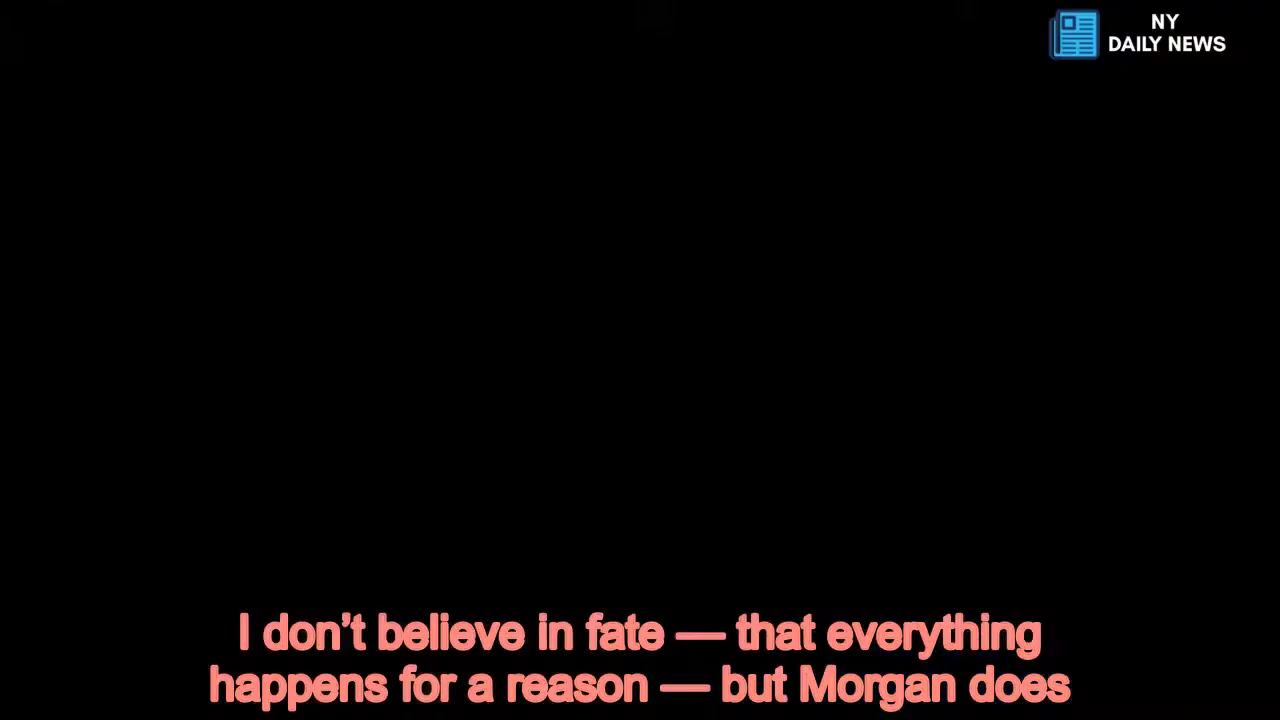 NY
DAILY NEWS
I don’t believe in fate — that everything
happens for a reason — but Morgan does